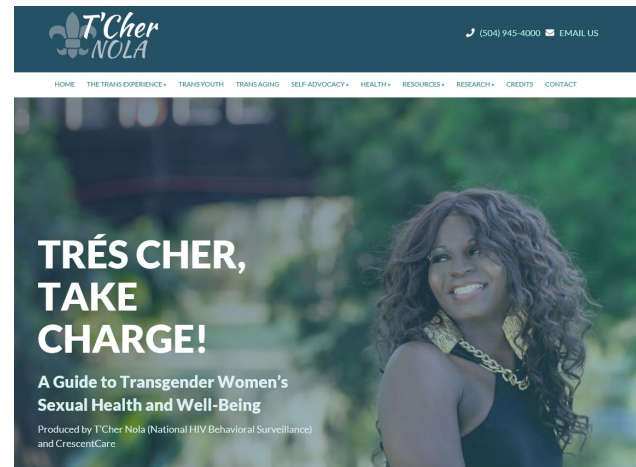 T'Cher
NOLA
(504) 945-4000 EMAIL US
HOME THE TRANS EXPERIENCE TRANS YOUTH TRANS AGING SELF-ADVOCACY HEALTH RESOURCES RESEARCH CREDITS CONTACT
TRÉS CHER,
TAKE
CHARGE!
A Guide to Transgender Women's
Sexual Health and Well-Being
Produced by T'Cher Nola (National HIV Behavioral Surveillance)
and CrescentCare